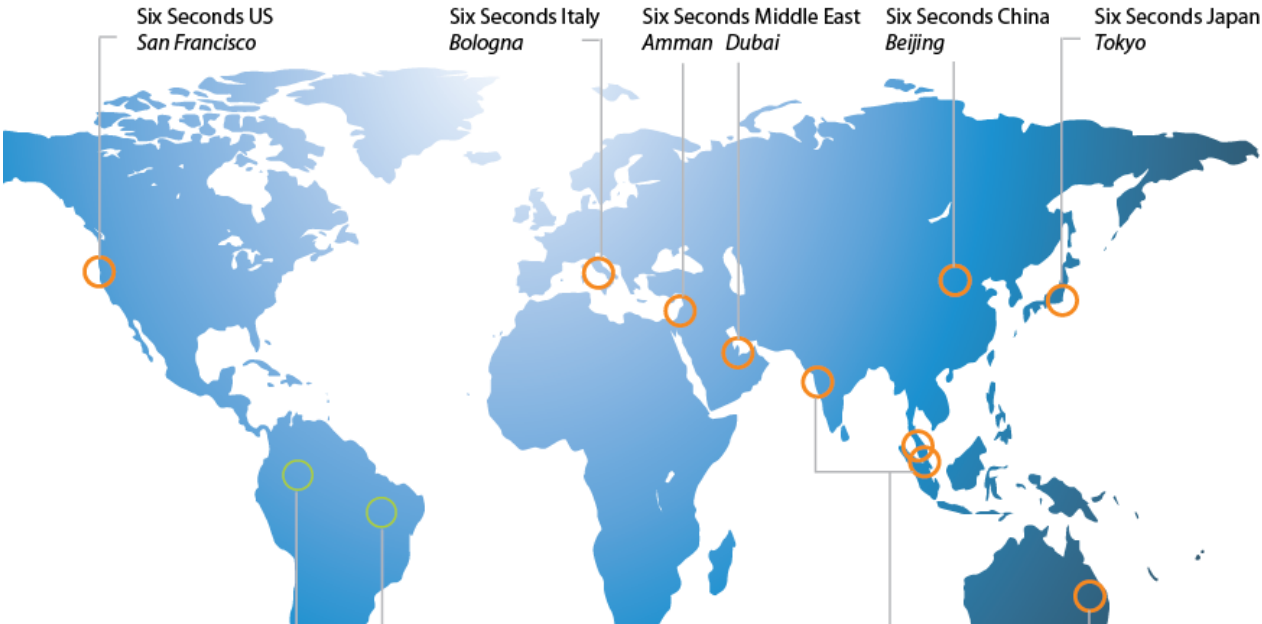 Six Seconds US
San Francisco
Six Seconds Italy
Bologna
Six Seconds Middle East
Amman Dubai
Six Seconds China
Beijing
Six Seconds Japan
Tokyo